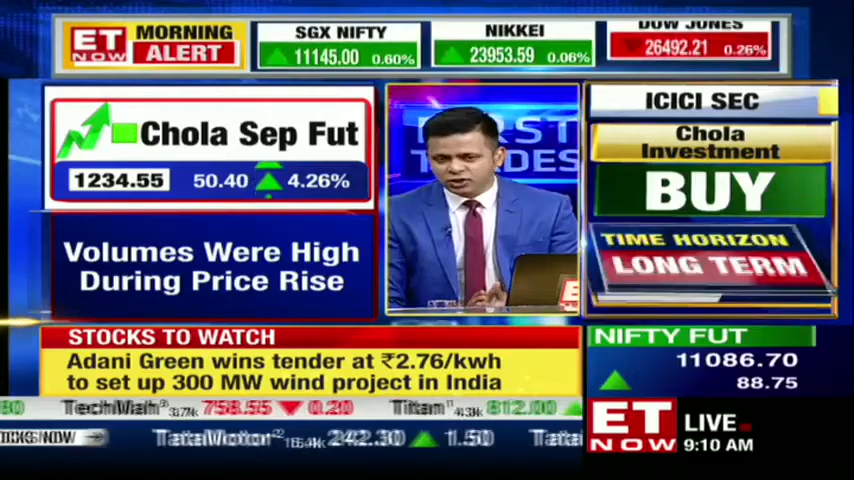 ET NOW
MORNING ALERT
SGX NIFTY
11145.00 0.60%
NIKKEI
23953.59 0.06%
DOW JONES
26492.21 0.26%
Chola Sep Fut
1234.55 50.40 4.26%
Volumes Were High
During Price Rise
FIRST
TRADES
ET
ICICI SEC
Chola
Investment
BUY
TIME HORIZON
LONG TERM
STOCKS TO WATCH
Adani Green wins tender at ₹2.76/kwh
to set up 300 MW wind project in India
NIFTY FUT
11086.70
88.75
TechMah 758.55 0.20 Titan 812.00
TataMotor 242.30 1.50 Tata
ET NOW
LIVE
9:10 AM